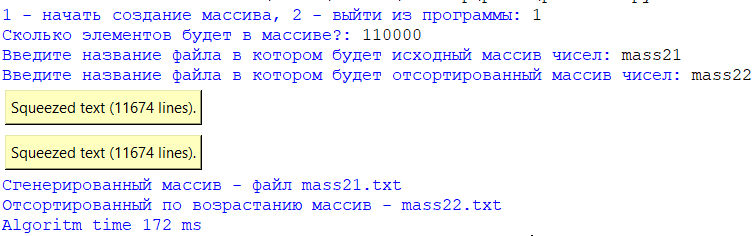 1 - начать создание массива, 2 - выйти из программы: 1
Сколько элементов будет в массиве?: 110000
Введите название файла в котором будет исходный массив чисел: mass21
Введите название файла в котором будет отсортированный массив чисел: mass22
Squeezed text (11674 lines).
Squeezed text (11674 lines).
Сгенерированный массив - файл mass21.txt
Отсортированный по возрастанию массив - mass22.txt
Algoritm time 172 ms